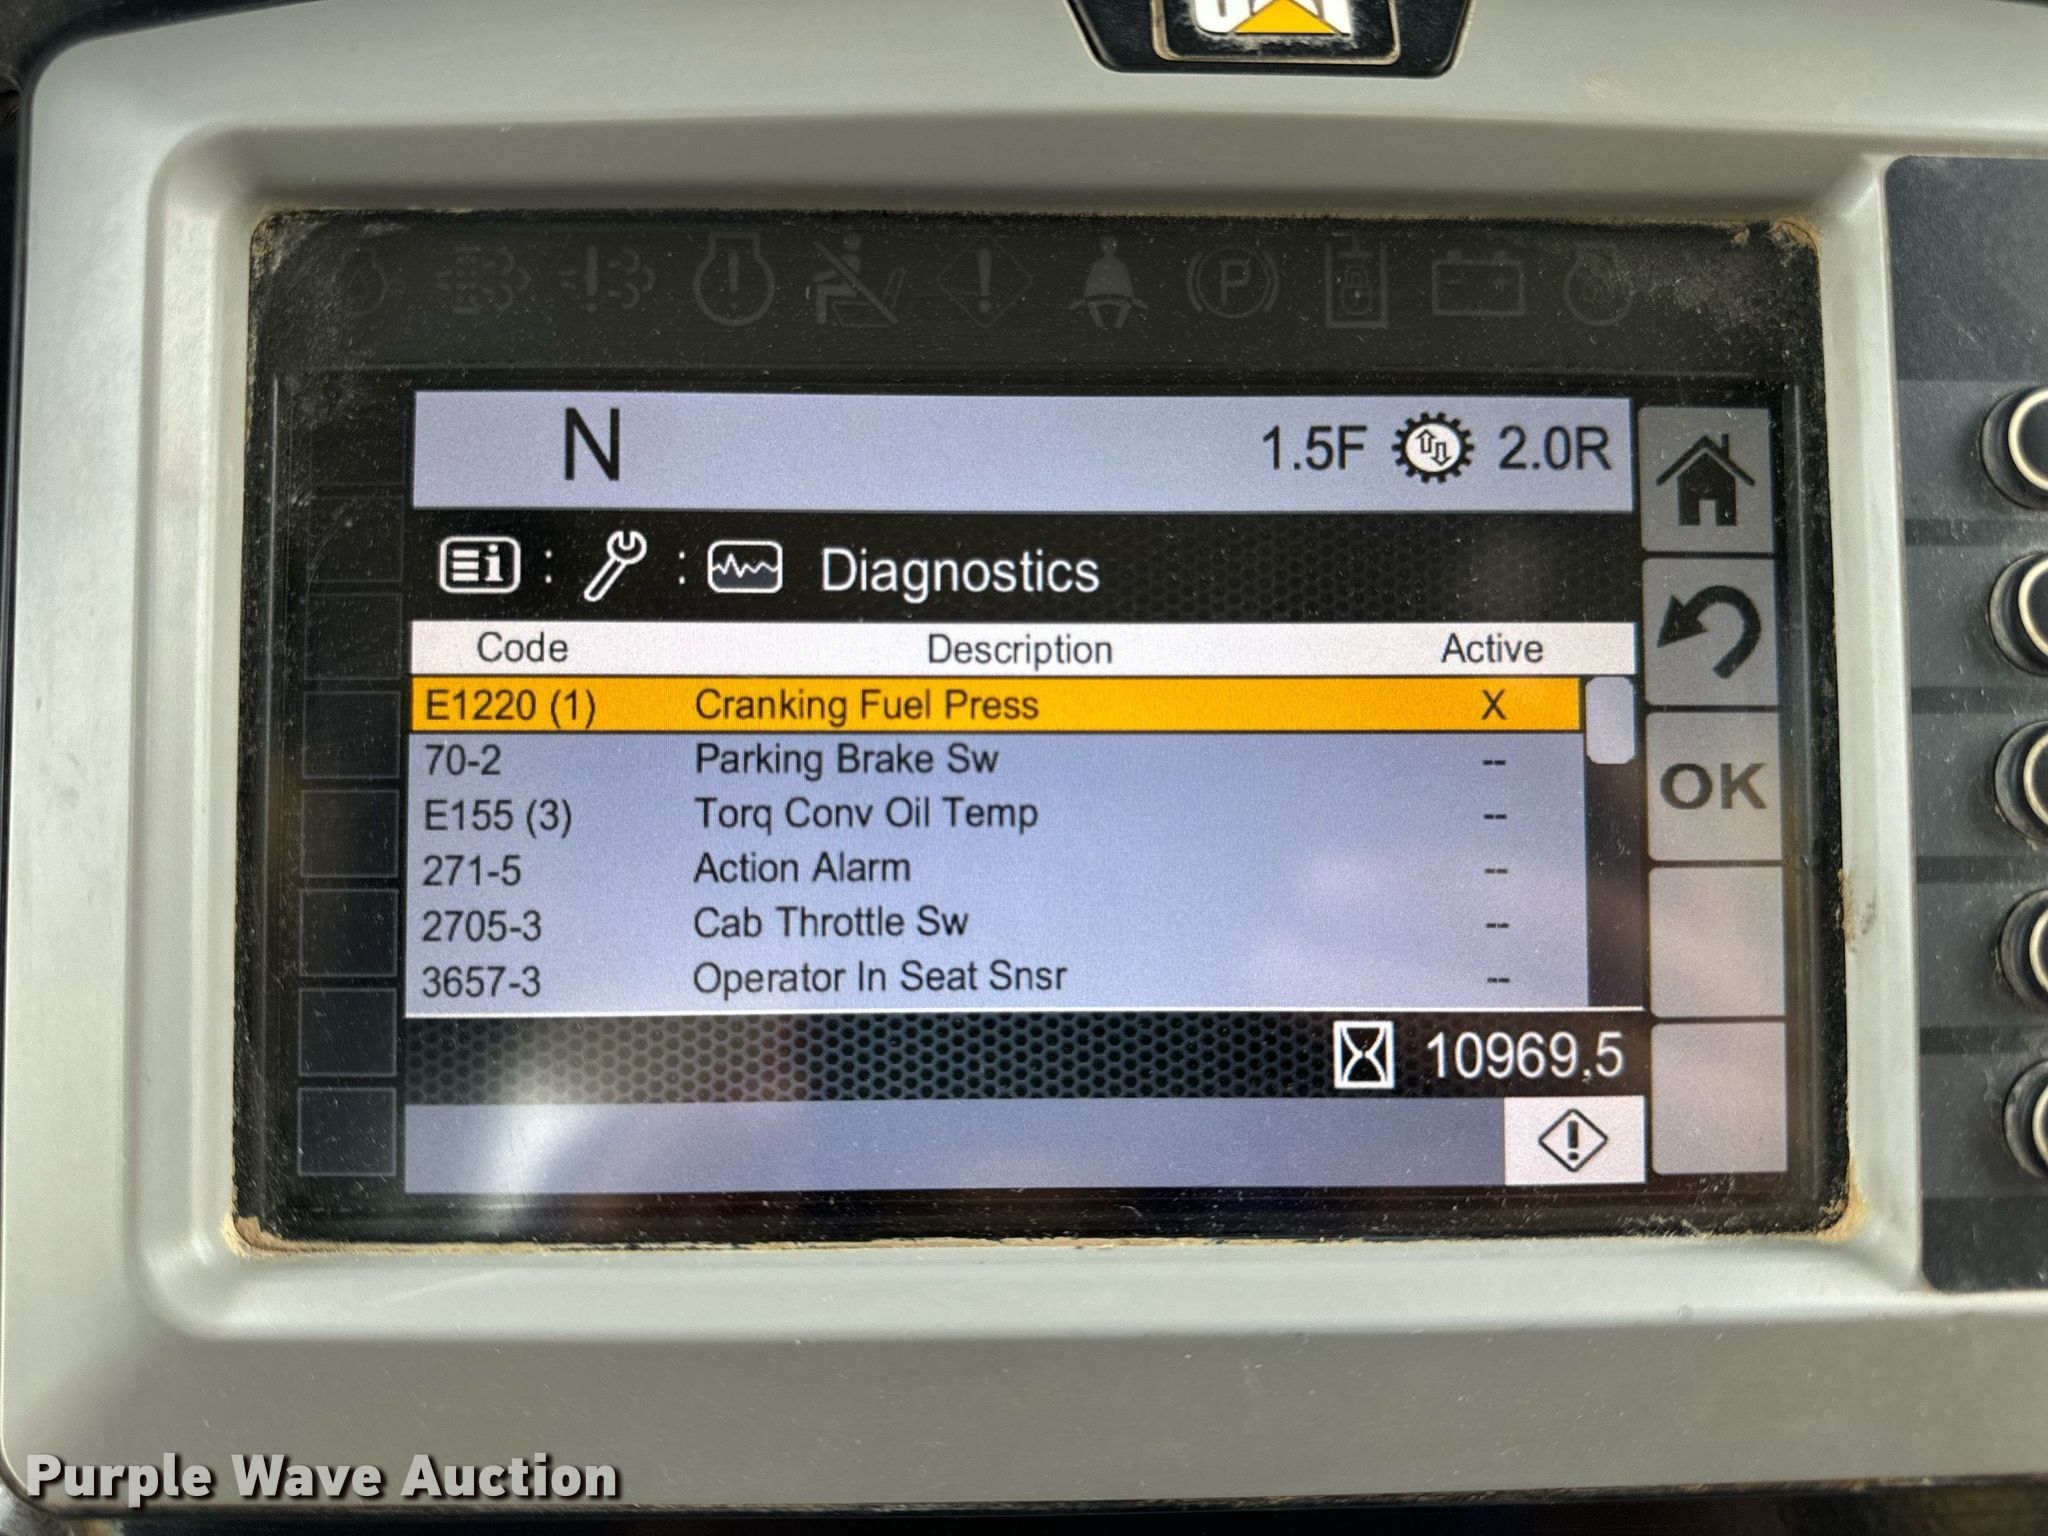 CAT
P
N 1.5F 2.0R
Diagnostics
Code Description Active
E1220 (1) Cranking Fuel Press X
70-2 Parking Brake Sw --
E155 (3) Torq Conv Oil Temp --
271-5 Action Alarm --
2705-3 Cab Throttle Sw --
3657-3 Operator In Seat Snsr --
OK
10969.5
Purple Wave Auction